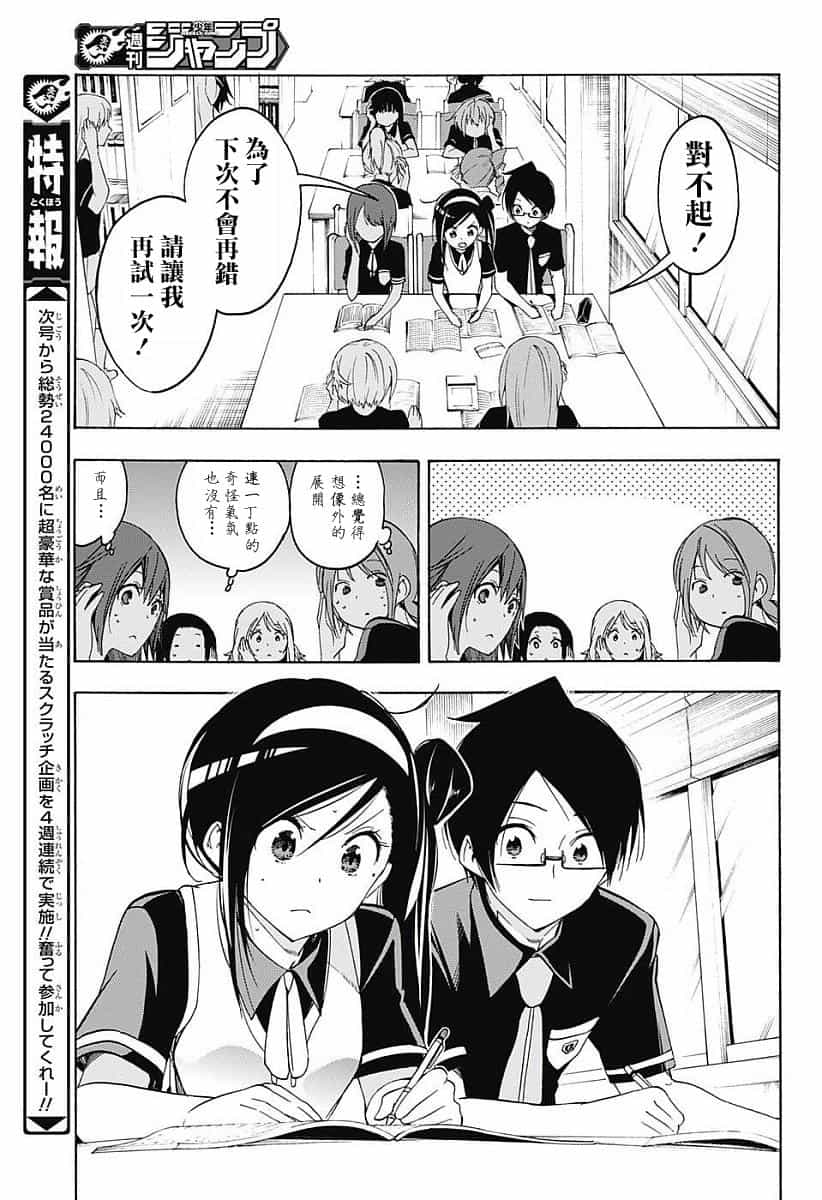 週刊
少年
ジャンプ
特報
とくほう
次号から総勢24000名に超豪華な賞品が当たるスクラッチ企画を4週連続で実施!!奮って参加してくれー!!
對不起!
為了
下次不會再錯
請讓我
再試一次!
…總覺得
想像外的
展開
連一丁點的
奇怪氣氛
也沒有…
而且…